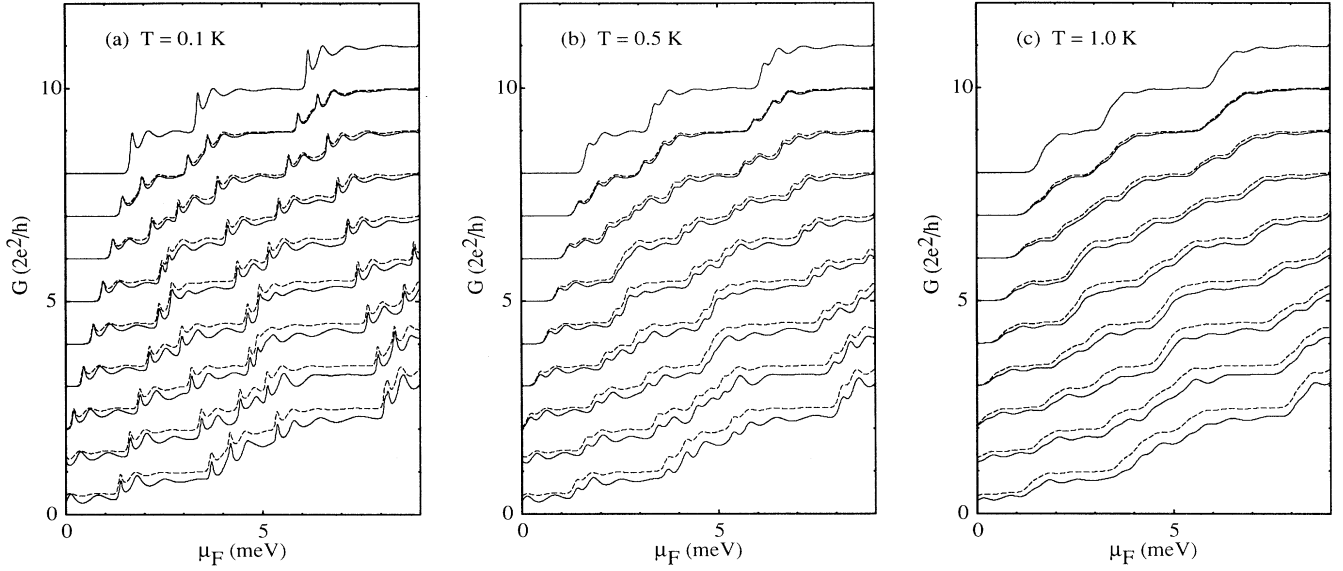 (a) T = 0.1 K
10
5
0
G (2e²/h)
0
5
μF (meV)
(b) T = 0.5 K
10
5
0
G (2e²/h)
0
5
μF (meV)
(c) T = 1.0 K
10
5
0
G (2e²/h)
0
5
μF (meV)